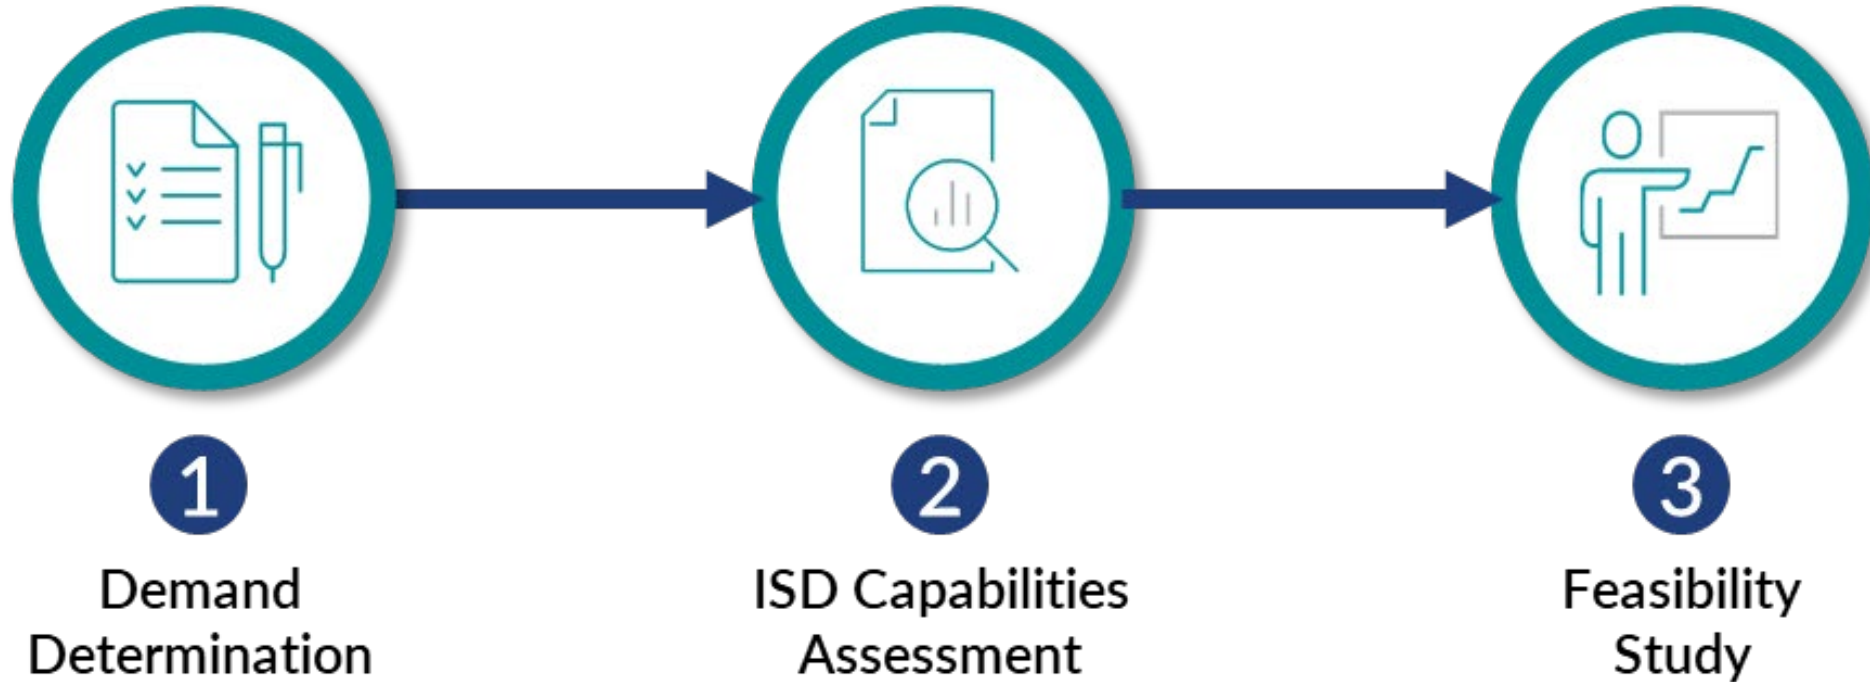 1
Demand
Determination
2
ISD Capabilities
Assessment
3
Feasibility
Study